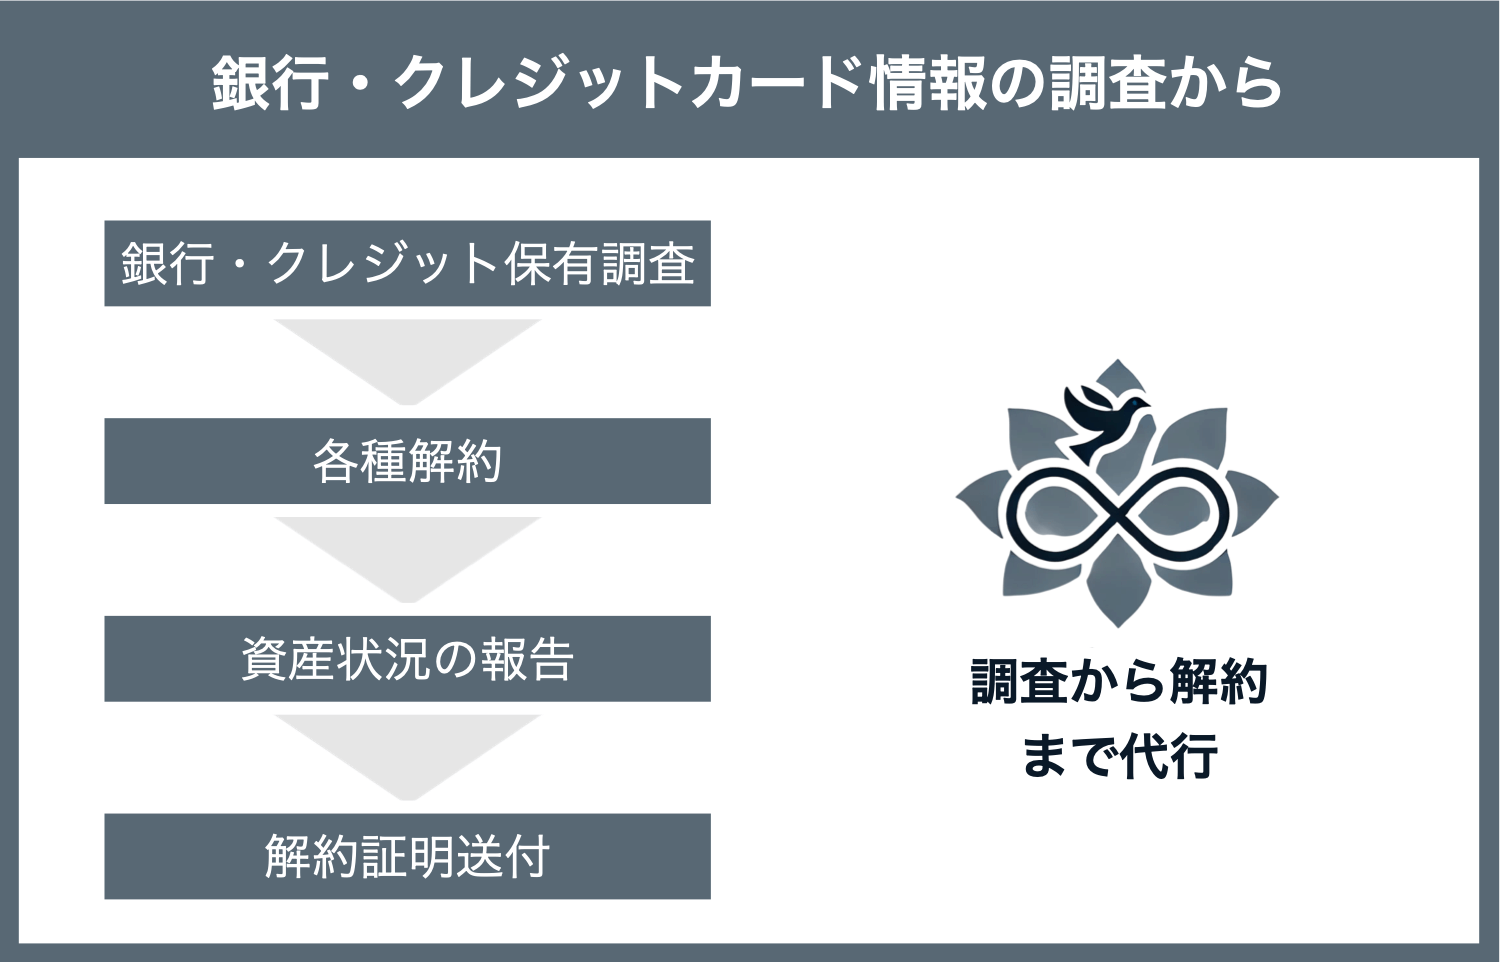 銀行・クレジットカード情報の調査から
銀行・クレジット保有調査
各種解約
資産状況の報告
解約証明送付
調査から解約
まで代行